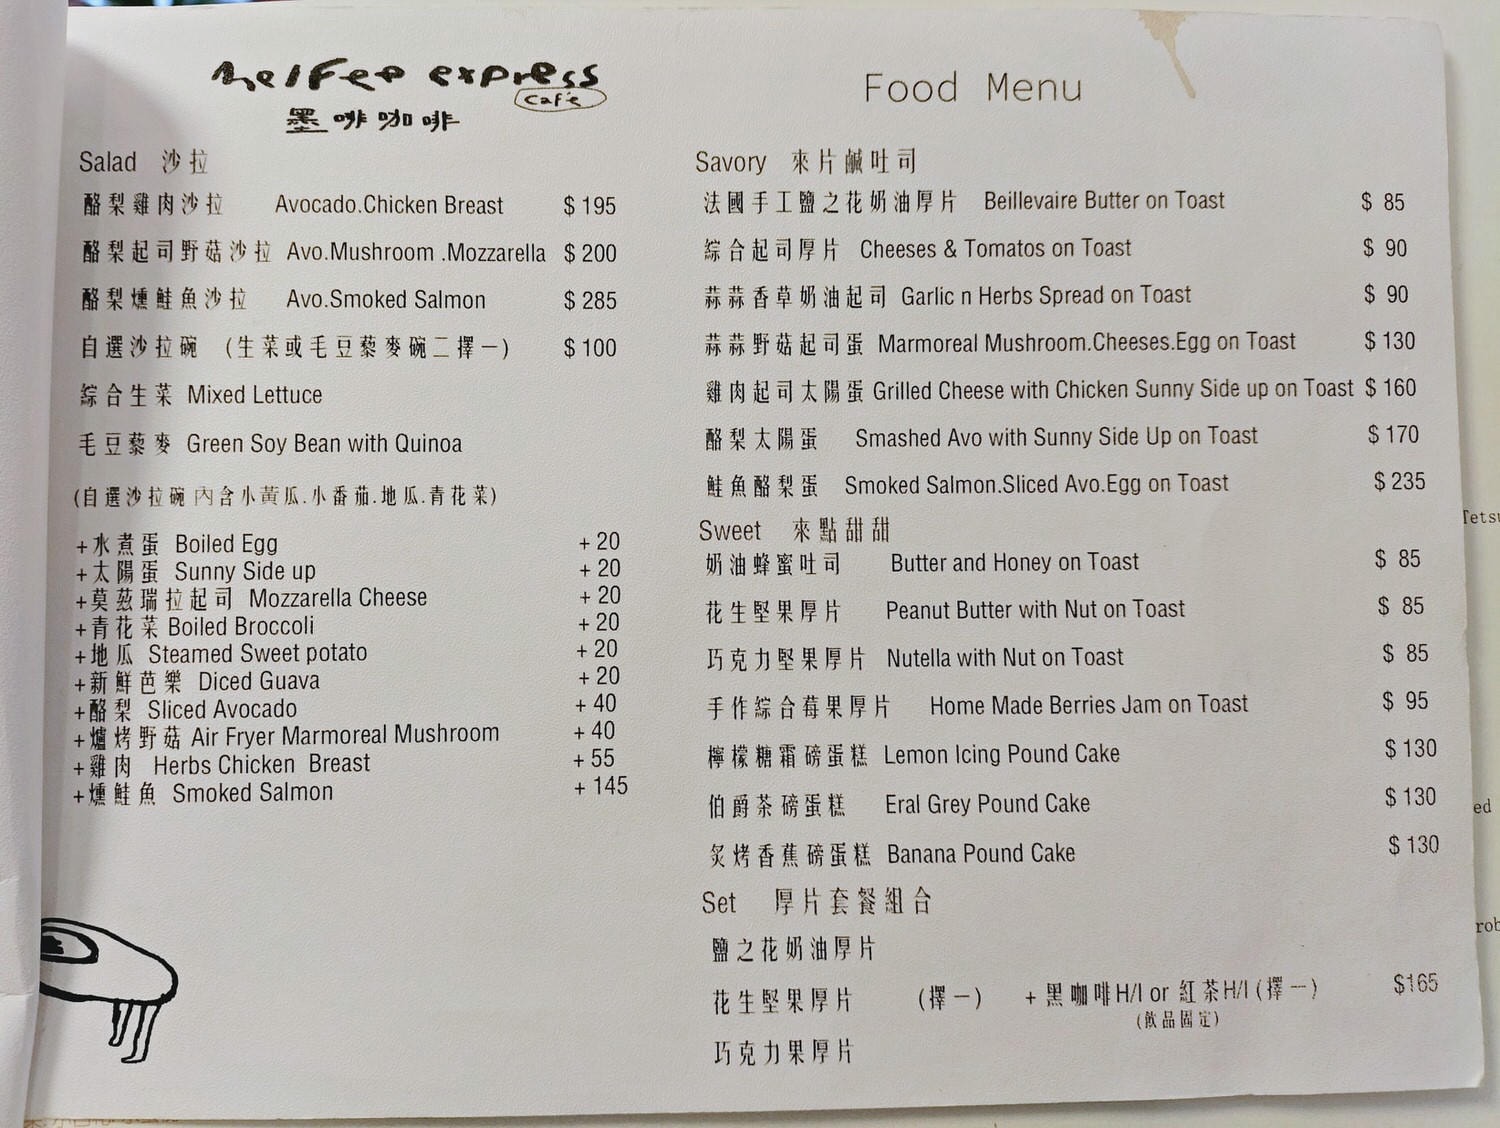 melfee express
Café
墨啡咖啡
Food Menu
Salad 沙拉
酪梨雞肉沙拉 Avocado.Chicken Breast $ 195
酪梨起司野菇沙拉 Avo.Mushroom .Mozzarella $ 200
酪梨燻鮭魚沙拉 Avo.Smoked Salmon $ 285
自選沙拉碗 (生菜或毛豆藜麥碗二擇一) $ 100
綜合生菜 Mixed Lettuce
毛豆藜麥 Green Soy Bean with Quinoa
(自選沙拉碗內含小黃瓜.小番茄.地瓜.青花菜)
+水煮蛋 Boiled Egg + 20
+太陽蛋 Sunny Side up + 20
+莫茲瑞拉起司 Mozzarella Cheese + 20
+青花菜 Boiled Broccoli + 20
+地瓜 Steamed Sweet potato + 20
+新鮮芭樂 Diced Guava + 20
+酪梨 Sliced Avocado + 40
+爐烤野菇 Air Fryer Marmoreal Mushroom + 40
+雞肉 Herbs Chicken Breast + 55
+燻鮭魚 Smoked Salmon + 145
Savory 來片鹹吐司
法國手工鹽之花奶油厚片 Beillevaire Butter on Toast $ 85
綜合起司厚片 Cheeses & Tomatos on Toast $ 90
蒜蒜香草奶油起司 Garlic n Herbs Spread on Toast $ 90
蒜蒜野菇起司蛋 Marmoreal Mushroom.Cheeses.Egg on Toast $ 130
雞肉起司太陽蛋 Grilled Cheese with Chicken Sunny Side up on Toast $ 160
酪梨太陽蛋 Smashed Avo with Sunny Side Up on Toast $ 170
鮭魚酪梨蛋 Smoked Salmon.Sliced Avo.Egg on Toast $ 235
Sweet 來點甜甜
奶油蜂蜜吐司 Butter and Honey on Toast $ 85
花生堅果厚片 Peanut Butter with Nut on Toast $ 85
巧克力堅果厚片 Nutella with Nut on Toast $ 85
手作綜合莓果厚片 Home Made Berries Jam on Toast $ 95
檸檬糖霜磅蛋糕 Lemon Icing Pound Cake $ 130
伯爵茶磅蛋糕 Eral Grey Pound Cake $ 130
炙烤香蕉磅蛋糕 Banana Pound Cake $ 130
Set 厚片套餐組合
鹽之花奶油厚片
花生堅果厚片 (擇一) + 黑咖啡H/I or 紅茶H/I (擇一) $165
(飲品固定)
巧克力果厚片